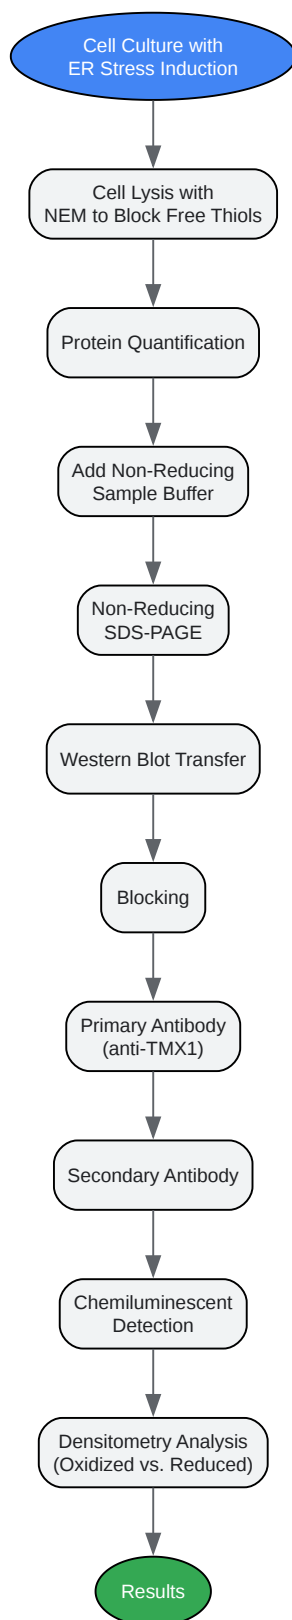 Cell Culture with
ER Stress Induction
Cell Lysis with
NEM to Block Free Thiols
Protein Quantification
Add Non-Reducing
Sample Buffer
Non-Reducing
SDS-PAGE
Western Blot Transfer
Blocking
Primary Antibody
(anti-TMX1)
Secondary Antibody
Chemiluminescent
Detection
Densitometry Analysis
(Oxidized vs. Reduced)
Results